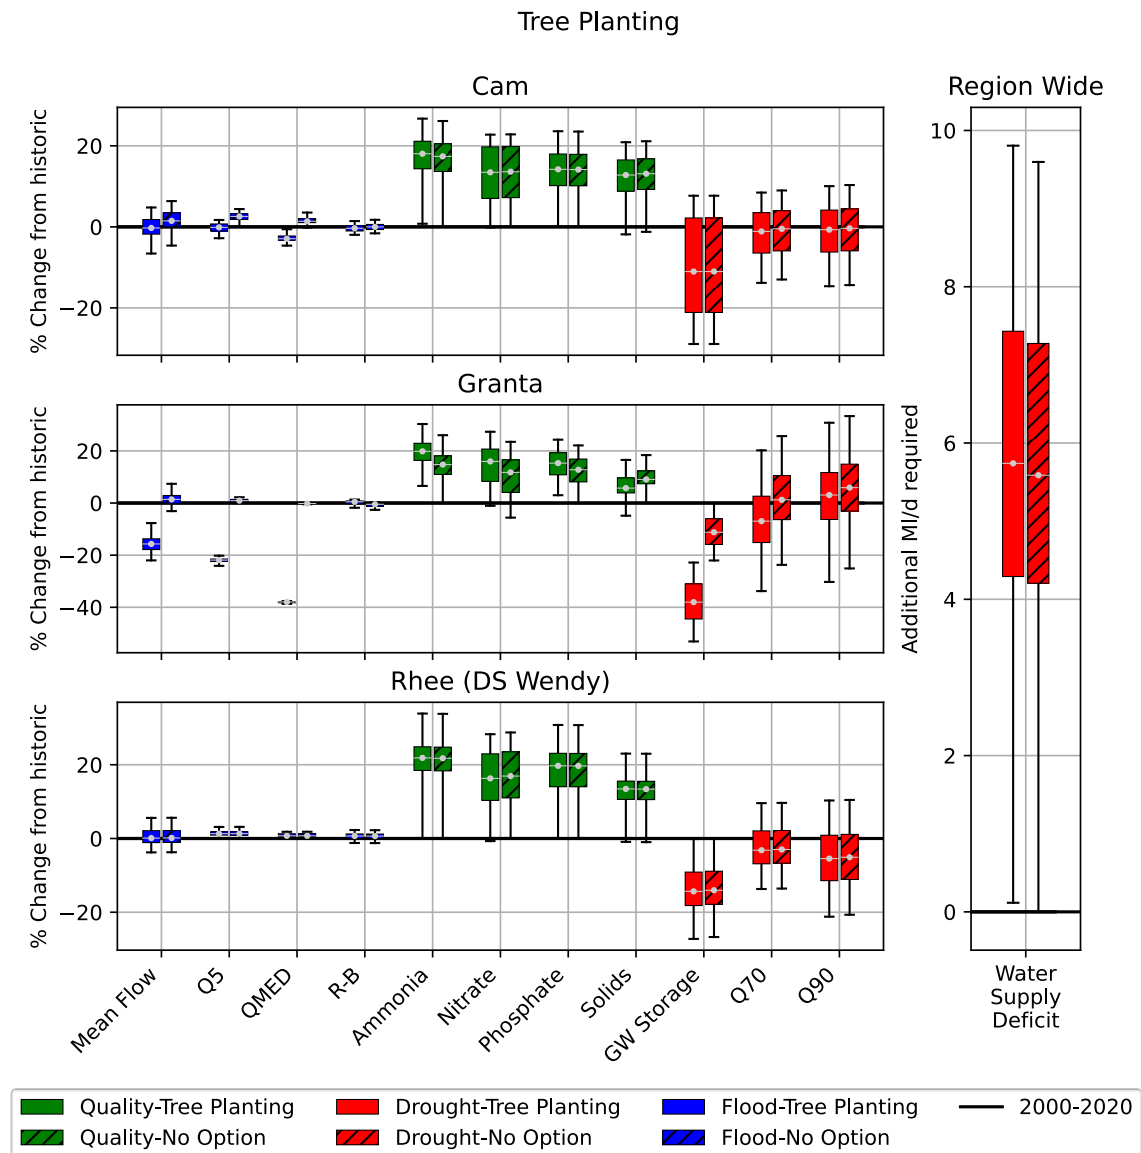 Tree Planting
Cam
% Change from historic
20
0
−20
Granta
% Change from historic
20
0
−20
−40
Rhee (DS Wendy)
% Change from historic
20
0
−20
Mean Flow
Q5
QMED
R-B
Ammonia
Nitrate
Phosphate
Solids
GW Storage
Q70
Q90
Region Wide
Additional Ml/d required
10
8
6
4
2
0
Water
Supply
Deficit
Quality-Tree Planting
Drought-Tree Planting
Flood-Tree Planting
2000-2020
Quality-No Option
Drought-No Option
Flood-No Option